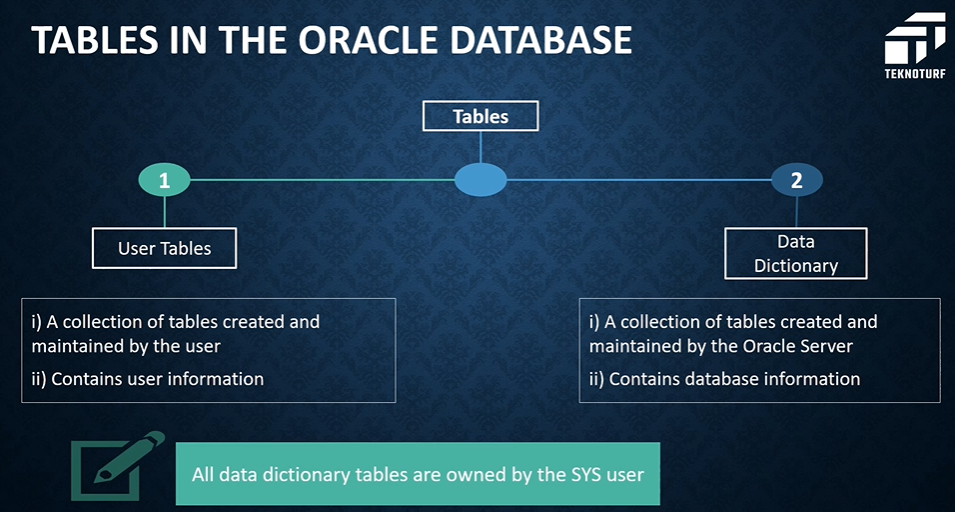 TABLES IN THE ORACLE DATABASE
TEKNOTURF
Tables
1
2
User Tables
Data
Dictionary
i) A collection of tables created and
maintained by the user
ii) Contains user information
i) A collection of tables created and
maintained by the Oracle Server
ii) Contains database information
All data dictionary tables are owned by the SYS user